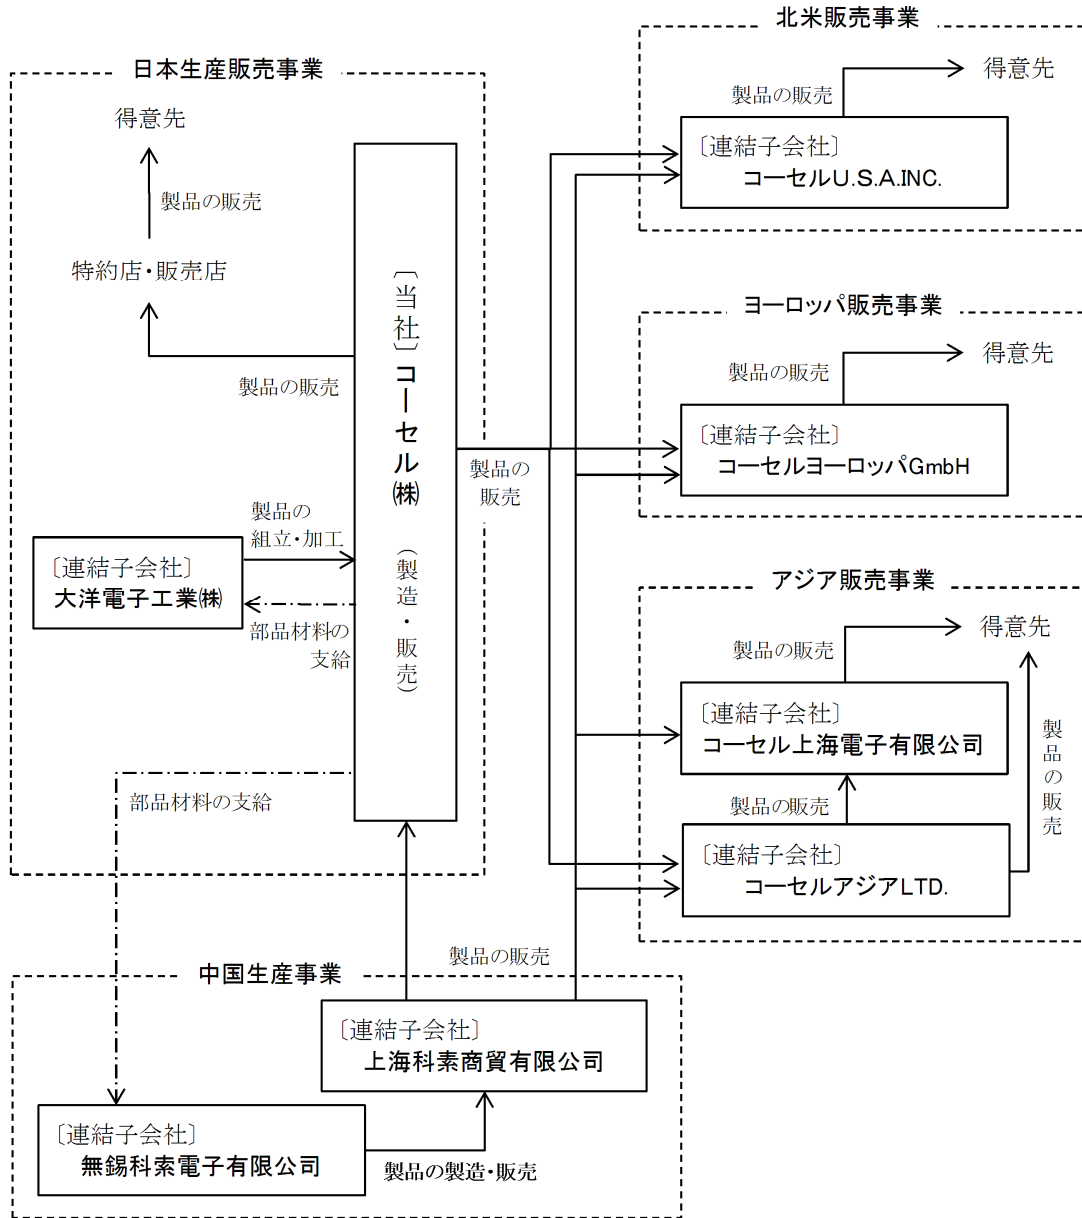 北米販売事業
日本生産販売事業
得意先
製品の販売
得意先
〔連結子会社〕
コーセルU.S.A.INC.
製品の販売
特約店・販売店
〔当社〕コーセル㈱ (製造・販売)
製品の販売
ヨーロッパ販売事業
得意先
製品の販売
〔連結子会社〕
コーセルヨーロッパGmbH
製品の
販売
製品の
組立・加工
〔連結子会社〕
大洋電子工業㈱
部品材料の
支給
アジア販売事業
得意先
製品の販売
〔連結子会社〕
コーセル上海電子有限公司
製品の販売
製品の販売
〔連結子会社〕
コーセルアジアLTD.
部品材料の支給
製品の販売
中国生産事業
〔連結子会社〕
上海科素商貿有限公司
〔連結子会社〕
無錫科索電子有限公司
製品の製造・販売